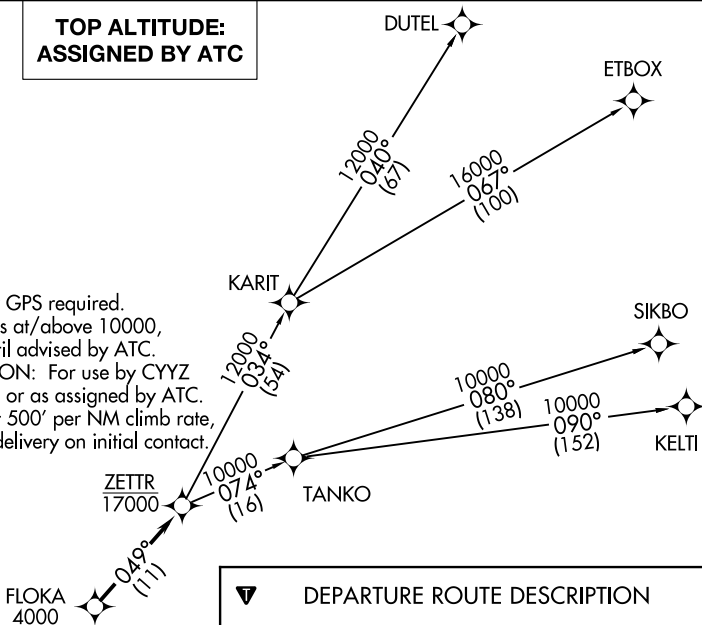 TOP ALTITUDE:
ASSIGNED BY ATC
DUTEL
ETBOX
12000
040°
(67)
16000
067°
(100)
KARIT
GPS required.
s at/above 10000,
il advised by ATC.
ON: For use by CYYZ
or as assigned by ATC.
500' per NM climb rate,
delivery on initial contact.
12000
034°
(54)
SIKBO
10000
080°
(138)
10000
090°
(152)
KELTI
ZETTR
17000
10000
074°
(16)
TANKO
049°
(11)
FLOKA
4000
T DEPARTURE ROUTE DESCRIPTION